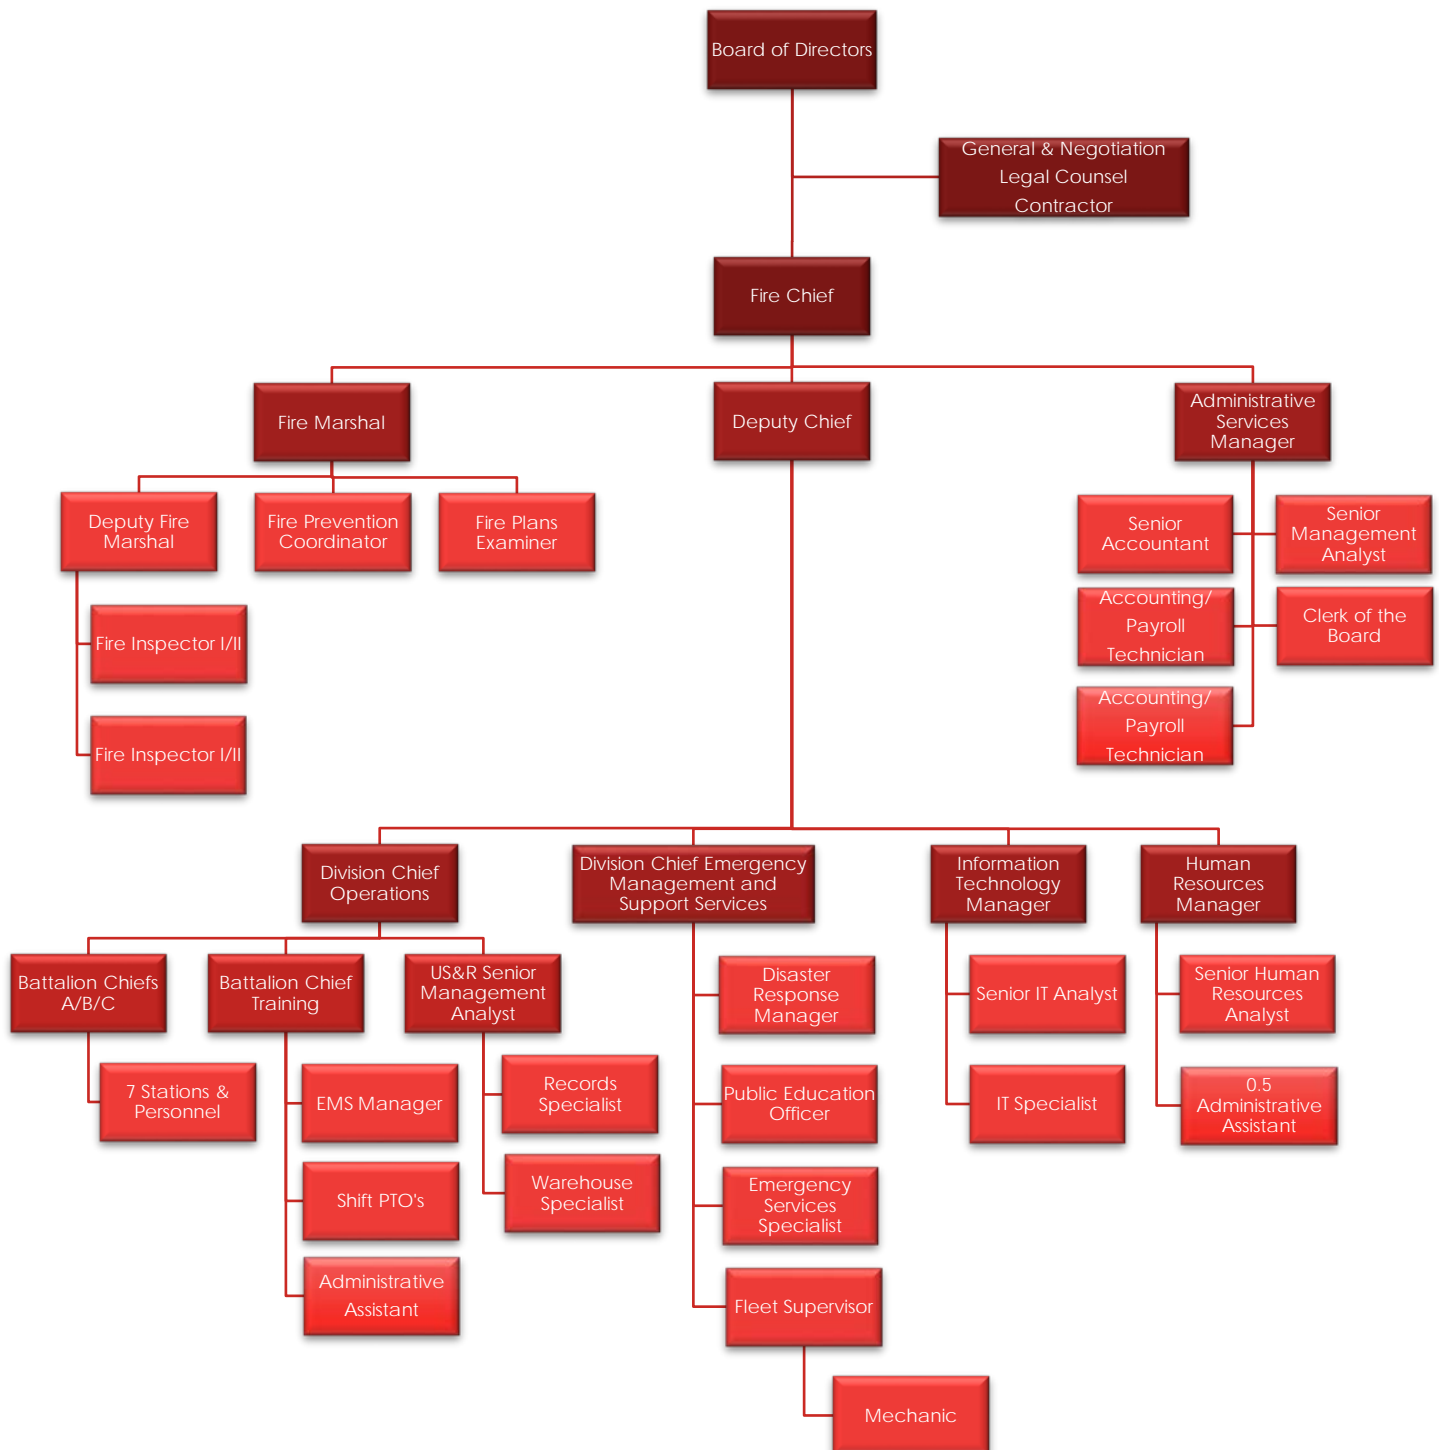 Board of Directors
General & Negotiation
Legal Counsel
Contractor
Fire Chief
Fire Marshal
Deputy Chief
Administrative
Services
Manager
Deputy Fire
Marshal
Fire Prevention
Coordinator
Fire Plans
Examiner
Senior
Accountant
Senior
Management
Analyst
Fire Inspector I/II
Accounting/
Payroll
Technician
Clerk of the
Board
Fire Inspector I/II
Accounting/
Payroll
Technician
Division Chief
Operations
Division Chief Emergency
Management and
Support Services
Information
Technology
Manager
Human
Resources
Manager
Battalion Chiefs
A/B/C
Battalion Chief
Training
US&R Senior
Management
Analyst
Disaster
Response
Manager
Senior IT Analyst
Senior Human
Resources
Analyst
7 Stations &
Personnel
EMS Manager
Records
Specialist
Public Education
Officer
IT Specialist
0.5
Administrative
Assistant
Shift PTO's
Warehouse
Specialist
Emergency
Services
Specialist
Administrative
Assistant
Fleet Supervisor
Mechanic